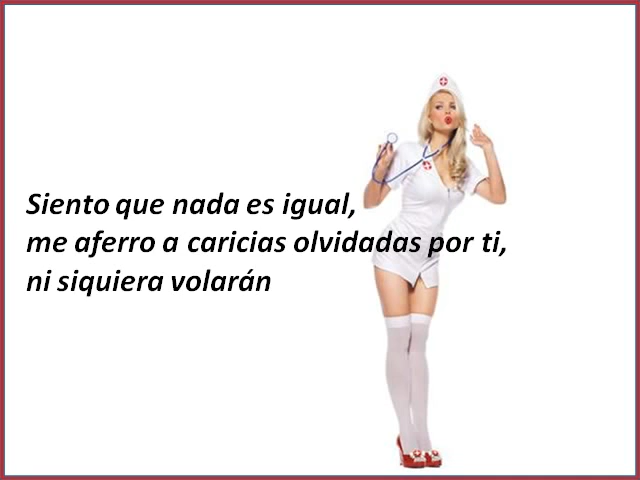 Siento que nada es igual,
me aferro a caricias olvidadas por ti,
ni siquiera volarán